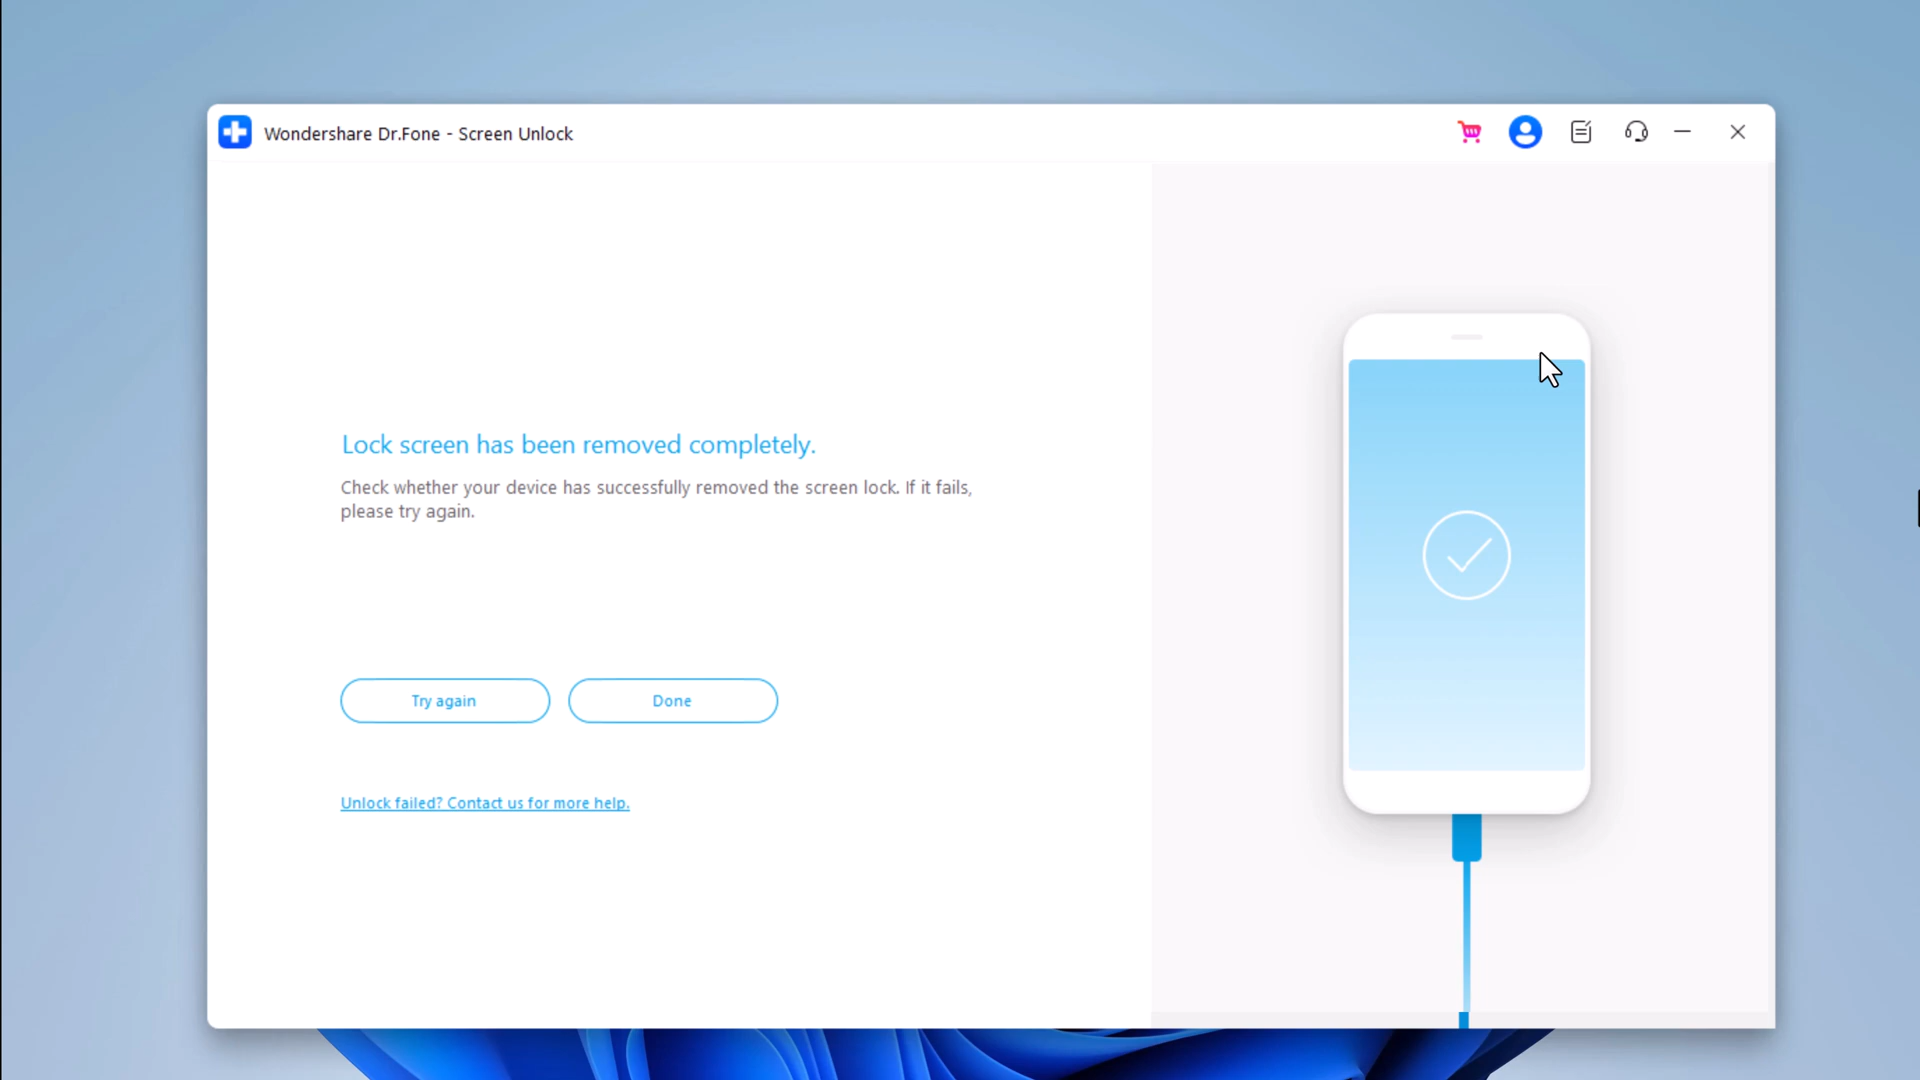 Wondershare Dr.Fone - Screen Unlock
Lock screen has been removed completely.
Check whether your device has successfully removed the screen lock. If it fails,
please try again.
Try again
Done
Unlock failed? Contact us for more help.